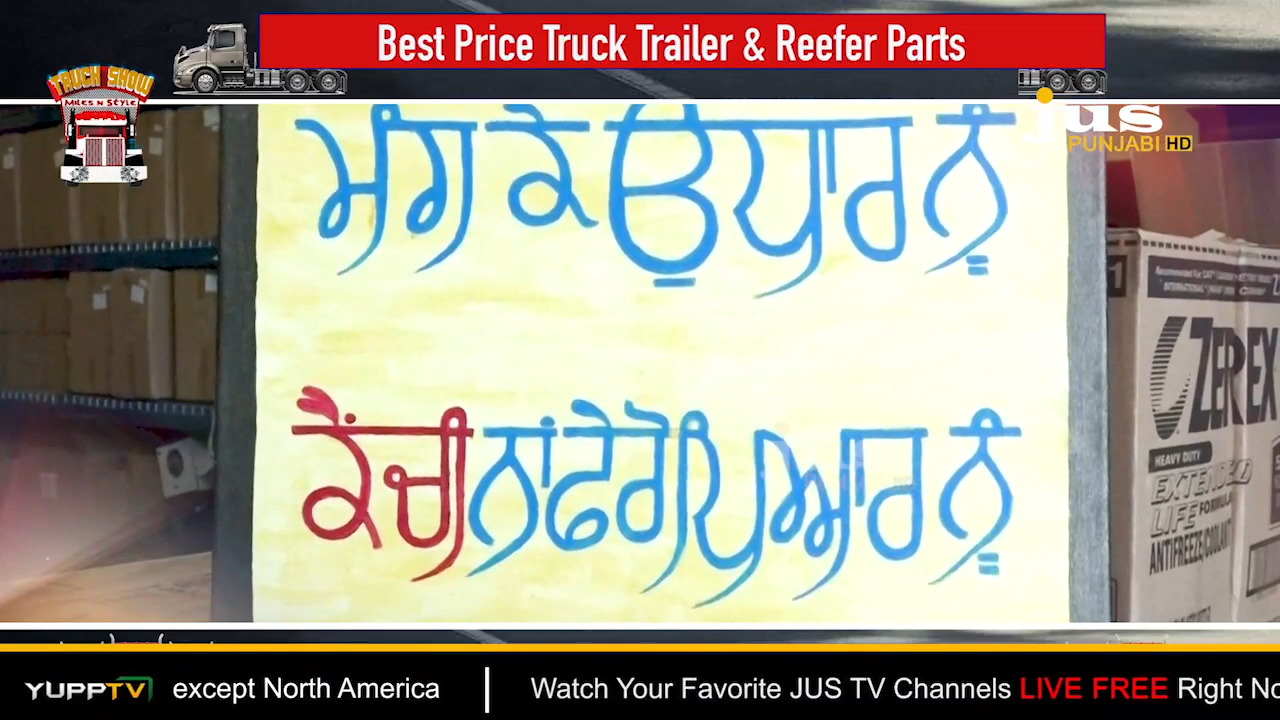 Best Price Truck Trailer & Reefer Parts
TRUCK SHOW
Miles N Style
jus
PUNJABI HD
ਮੰਗ ਕੇ ਉਧਾਰ ਨੂੰ
ਕੈਂਚੀ ਨਾਂ ਫੇਰੋ ਪਿਆਰ ਨੂੰ
ZEREX
HEAVY DUTY
EXTENDED
LIFE FORMULA
ANTIFREEZE/COOLANT
YUPPTV except North America | Watch Your Favorite JUS TV Channels LIVE FREE Right No